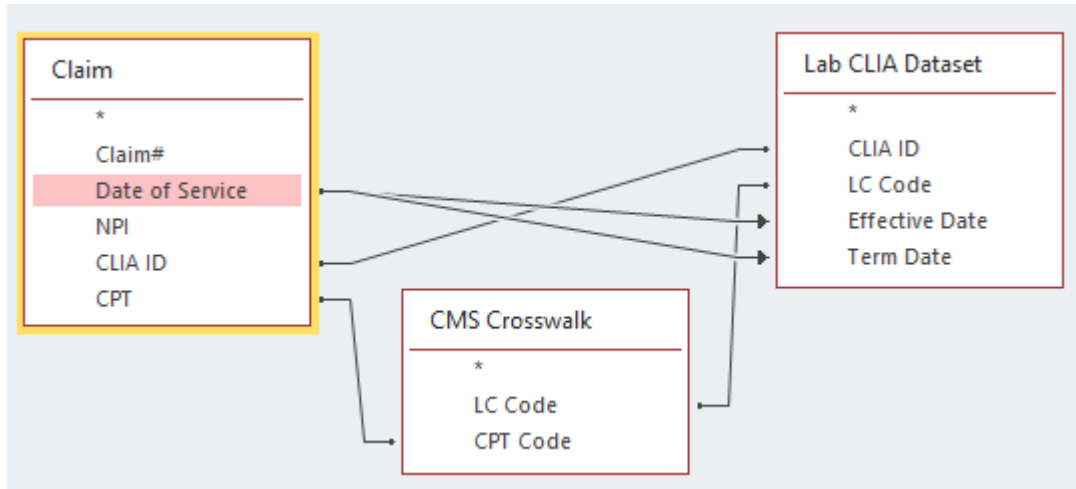 Claim
*
Claim#
Date of Service
NPI
CLIA ID
CPT
CMS Crosswalk
*
LC Code
CPT Code
Lab CLIA Dataset
*
CLIA ID
LC Code
Effective Date
Term Date